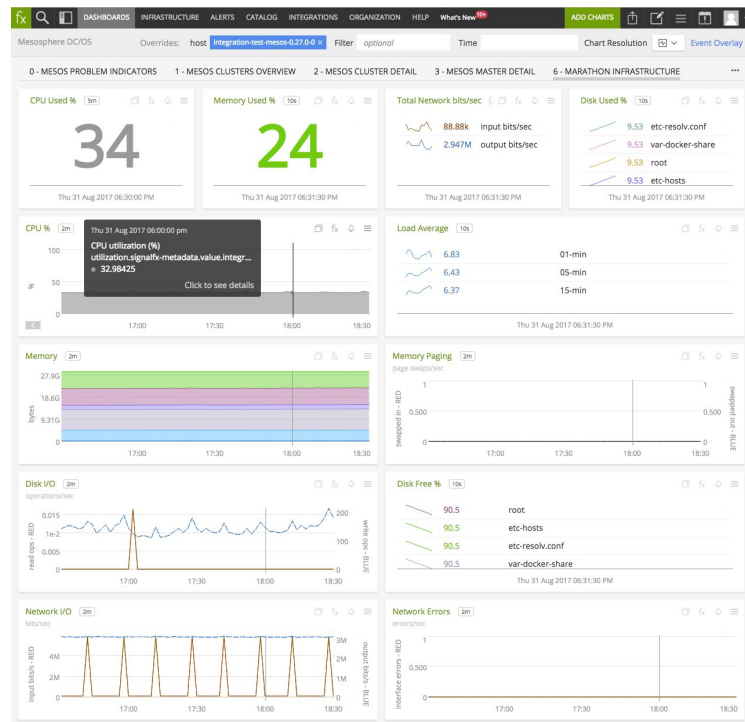 fx DASHBOARDS INFRASTRUCTURE ALERTS CATALOG INTEGRATIONS ORGANIZATION HELP What's New 10+ ADD CHARTS
Mesosphere DC/OS Overrides: host integration-test-mesos-0.27.0-0 × Filter optional Time Chart Resolution Event Overlay
0 - MESOS PROBLEM INDICATORS 1 - MESOS CLUSTERS OVERVIEW 2 - MESOS CLUSTER DETAIL 3 - MESOS MASTER DETAIL 6 - MARATHON INFRASTRUCTURE ...
CPU Used % 5m
34
Thu 31 Aug 2017 06:30:00 PM
Memory Used % 10s
24
Thu 31 Aug 2017 06:31:30 PM
Total Network bits/sec
88.88k input bits/sec
2.947M output bits/sec
Thu 31 Aug 2017 06:31:30 PM
Disk Used % 10s
9.53 etc-resolv.conf
9.53 var-docker-share
9.53 root
9.53 etc-hosts
Thu 31 Aug 2017 06:31:30 PM
CPU % 2m
Thu 31 Aug 2017 06:00:00 pm
CPU utilization (%)
utilization.signalfx-metadata.value.integr...
32.98425
Click to see details
100
%
50
0
17:00 17:30 18:00 18:30
Load Average 10s
6.83 01-min
6.43 05-min
6.37 15-min
Thu 31 Aug 2017 06:31:30 PM
Memory 2m
27.9G
18.6G
bytes
9.31G
0
17:00 17:30 18:00 18:30
Memory Paging 2m
page swaps/sec
swapped in - RED
1 1
0.500 0.500
0 0
swapped out - BLUE
17:00 17:30 18:00 18:30
Disk I/O 2m
operations/sec
read ops - RED
0.015 200
1e-2
100
0.005
0 0
write ops - BLUE
17:00 17:30 18:00 18:30
Disk Free % 10s
90.5 root
90.5 etc-hosts
90.5 etc-resolv.conf
90.5 var-docker-share
Thu 31 Aug 2017 06:31:30 PM
Network I/O 2m
bits/sec
input bits/s - RED
3M
4M
2M
2M
1M
0 0
output bits/s - BLUE
17:00 17:30 18:00 18:30
Network Errors 2m
errors/sec
interface errors - RED
1
0.500
0
17:00 17:30 18:00 18:30